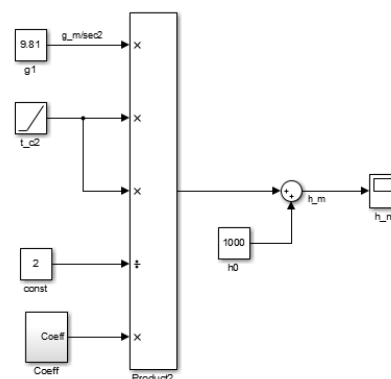 9.81
g_m/sec2
×
g1
×
t_c2
×
+
+
h_m
1000
h0
2
÷
const
Coeff
×
Coeff
Product2